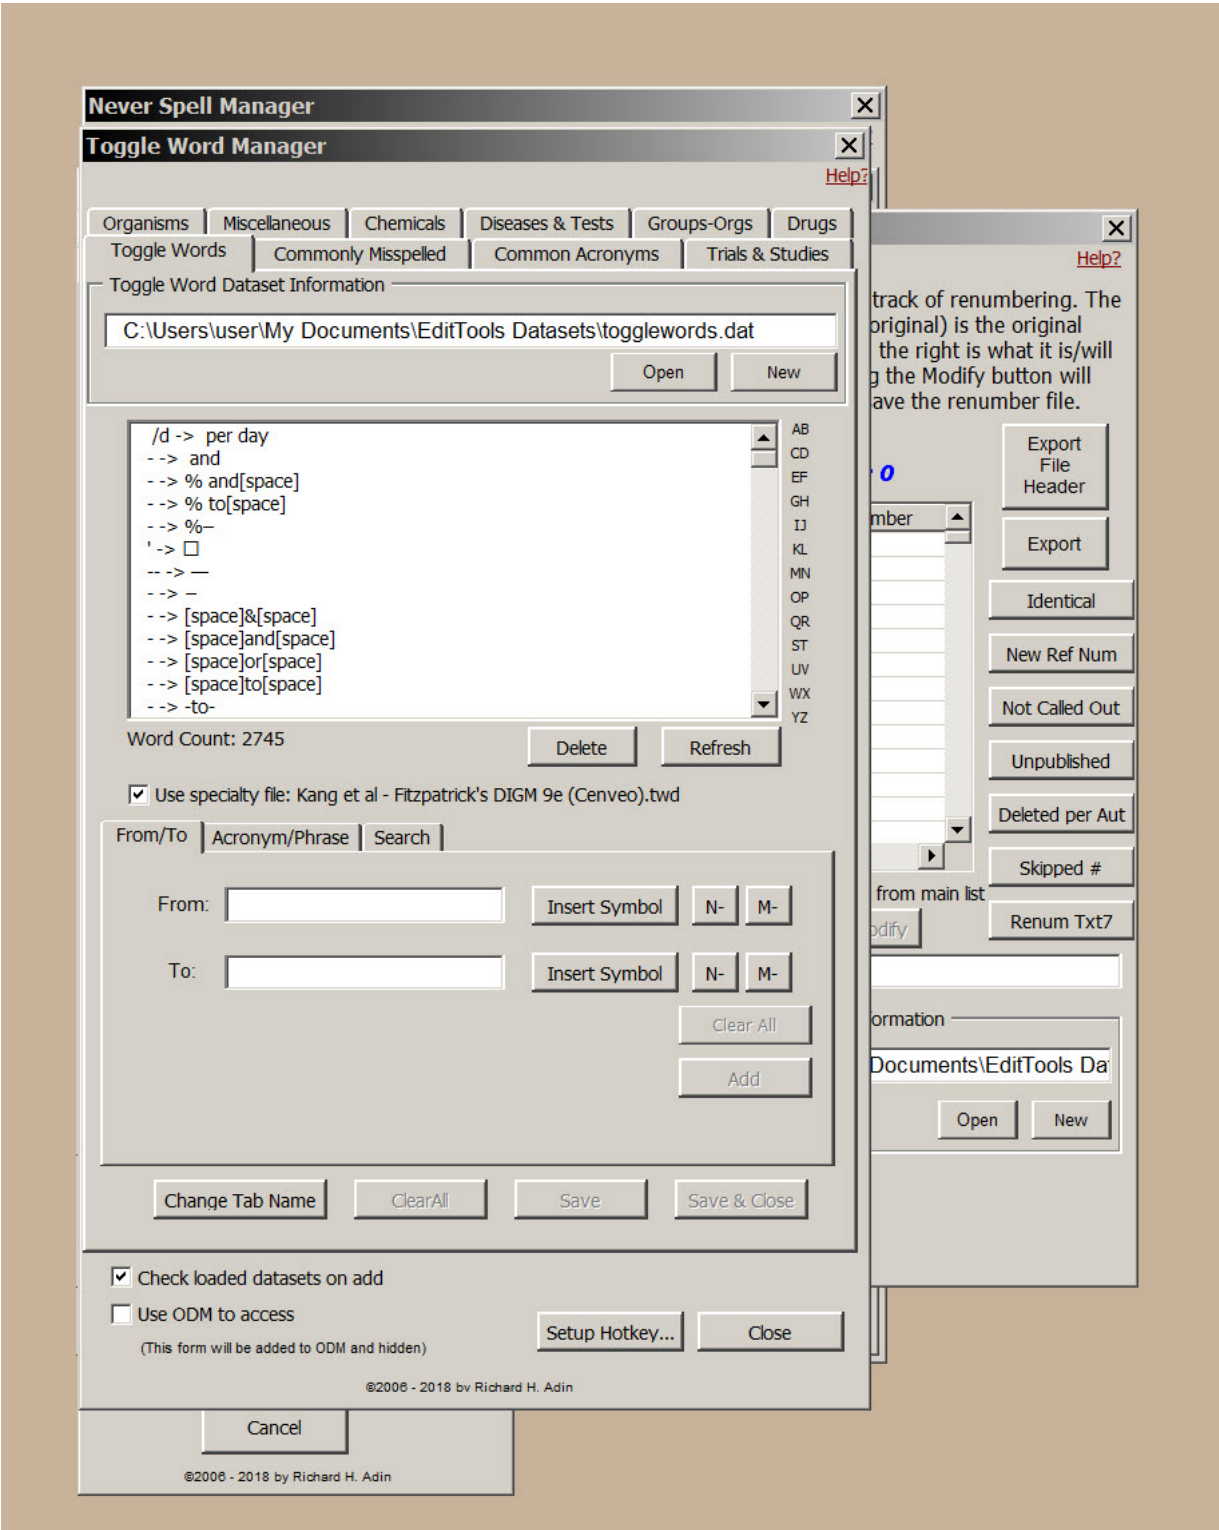 Never Spell Manager
Toggle Word Manager
Help?
Organisms Miscellaneous Chemicals Diseases & Tests Groups-Orgs Drugs
Toggle Words Commonly Misspelled Common Acronyms Trials & Studies
Toggle Word Dataset Information
C:\Users\user\My Documents\EditTools Datasets\togglewords.dat
Open New
/d -> per day
- -> and
- -> % and[space]
- -> % to[space]
- -> %–
' -> □
-- -> —
- -> –
- -> [space]&[space]
- -> [space]and[space]
- -> [space]or[space]
- -> [space]to[space]
- -> -to-
AB
CD
EF
GH
IJ
KL
MN
OP
QR
ST
UV
WX
YZ
Word Count: 2745
Delete Refresh
Use specialty file: Kang et al - Fitzpatrick's DIGM 9e (Cenveo).twd
From/To Acronym/Phrase Search
From: Insert Symbol N- M-
To: Insert Symbol N- M-
Clear All
Add
Change Tab Name ClearAll Save Save & Close
Check loaded datasets on add
Use ODM to access
(This form will be added to ODM and hidden)
Setup Hotkey... Close
©2006 - 2018 by Richard H. Adin
Cancel
©2006 - 2018 by Richard H. Adin
Help?
track of renumbering. The
original) is the original
the right is what it is/will
g the Modify button will
ave the renumber file.
0
Export
File
Header
mber
Export
Identical
New Ref Num
Not Called Out
Unpublished
Deleted per Aut
Skipped #
from main list
odify
Renum Txt7
ormation
Documents\EditTools Da
Open New